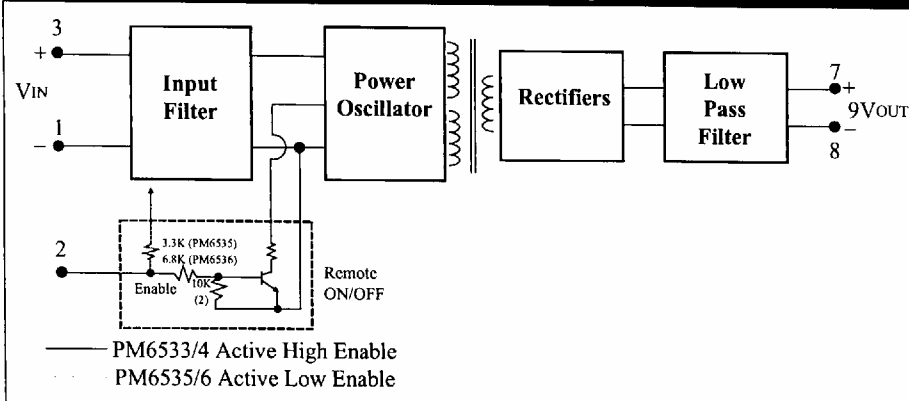 3
+
VIN
1
−
Input
Filter
Power
Oscillator
Rectifiers
Low
Pass
Filter
7
+
9VOUT
−
8
2
3.3K (PM6535)
6.8K (PM6536)
Enable
10K
(2)
Remote
ON/OFF
PM6533/4 Active High Enable
PM6535/6 Active Low Enable